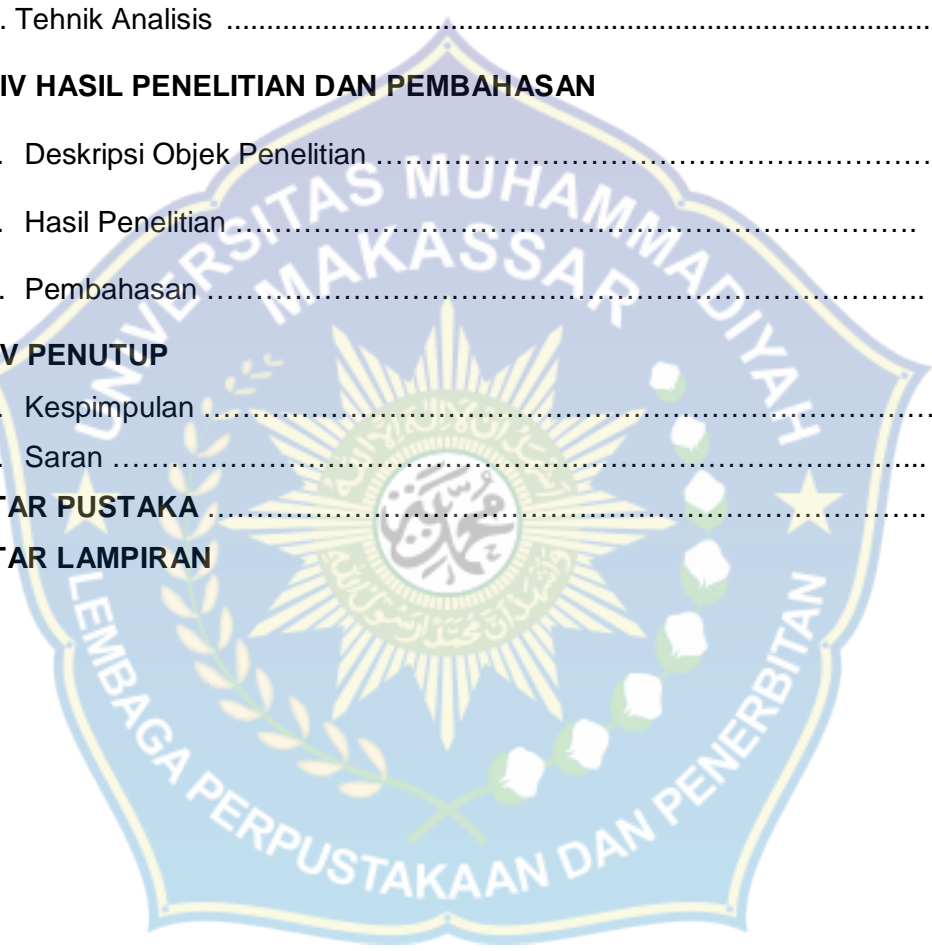 . Tehnik Analisis ........................................................................................
IV HASIL PENELITIAN DAN PEMBAHASAN
. Deskripsi Objek Penelitian ……………………………………………………
. Hasil Penelitian ……………………………………………………………….
. Pembahasan …………………………………………………………………..
V PENUTUP
. Kespimpulan …………………………………………………………………
. Saran …………………………………………………………………………...
TAR PUSTAKA …………………………………………………………………..
TAR LAMPIRAN
UNIVERSITAS MUHAMMADIYAH
MAKASSAR
LEMBAGA PERPUSTAKAAN DAN PENERBITAN
محمد